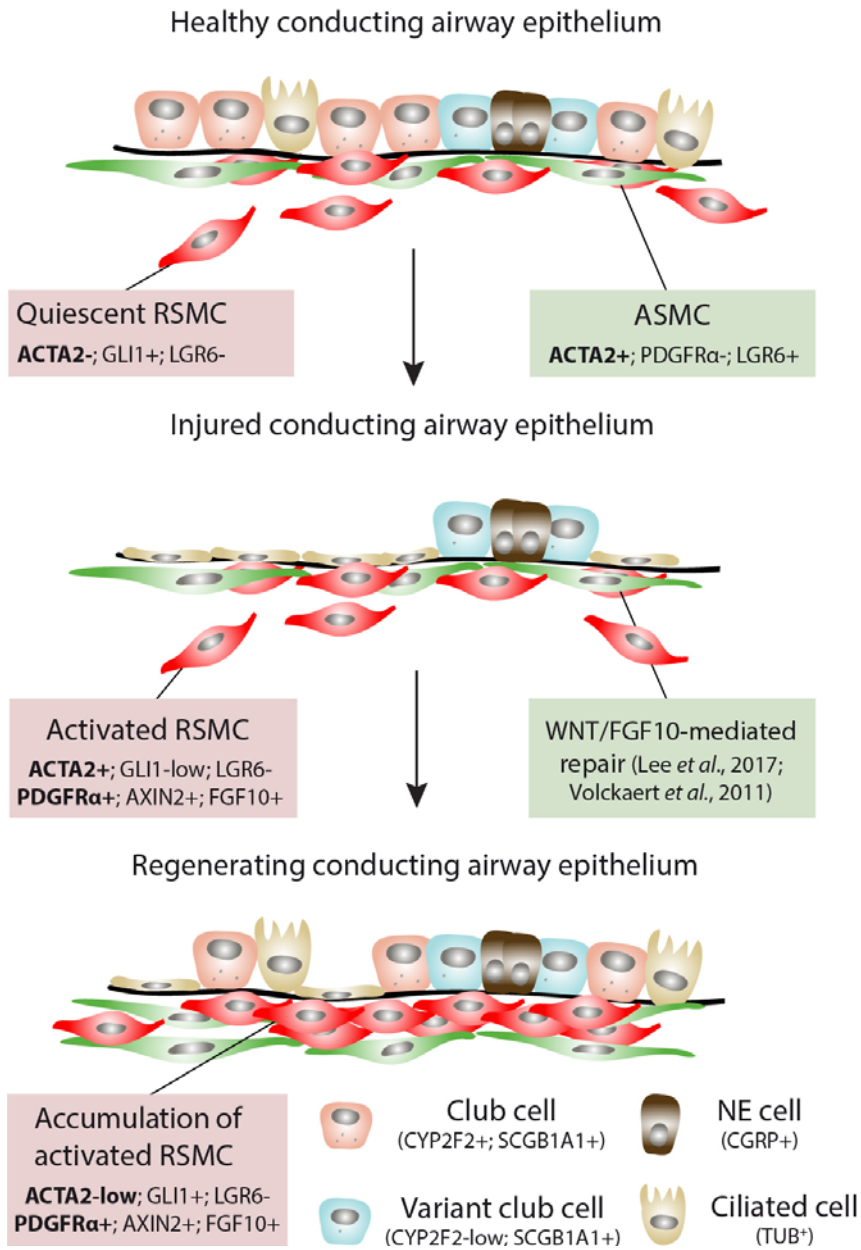 Healthy conducting airway epithelium
Quiescent RSMC
ACTA2-; GLI1+; LGR6-
ASMC
ACTA2+; PDGFRα-; LGR6+
Injured conducting airway epithelium
Activated RSMC
ACTA2+; GLI1-low; LGR6-
PDGFRα+; AXIN2+; FGF10+
WNT/FGF10-mediated
repair (Lee et al., 2017;
Volckaert et al., 2011)
Regenerating conducting airway epithelium
Accumulation of
activated RSMC
ACTA2-low; GLI1+; LGR6-
PDGFRα+; AXIN2+; FGF10+
Club cell
(CYP2F2+; SCGB1A1+)
NE cell
(CGRP+)
Variant club cell
(CYP2F2-low; SCGB1A1+)
Ciliated cell
(TUB⁺)